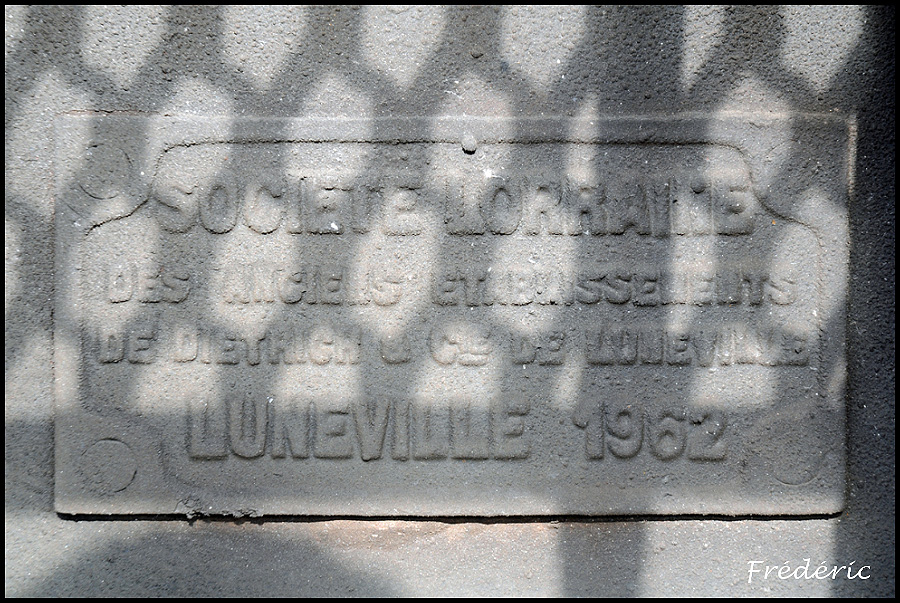 SOCIETE LORRAINE
DES ANCIENS ETABLISSEMENTS
DE DIETRICH & Cie DE LUNEVILLE
LUNEVILLE 1962
Frédéric